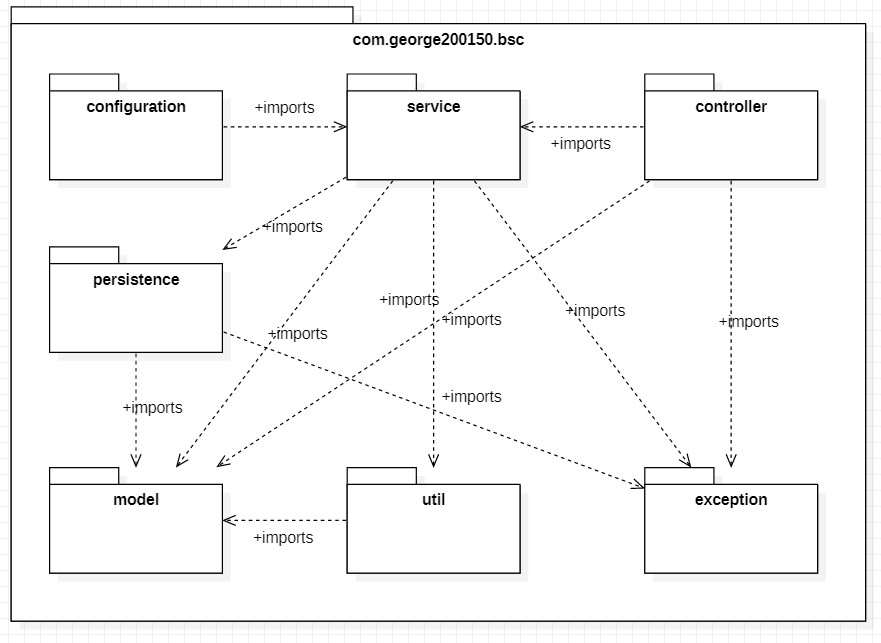 com.george200150.bsc
configuration
+imports
service
controller
+imports
+imports
persistence
+imports
+imports
+imports
+imports
+imports
+imports
+imports
model
util
exception
+imports